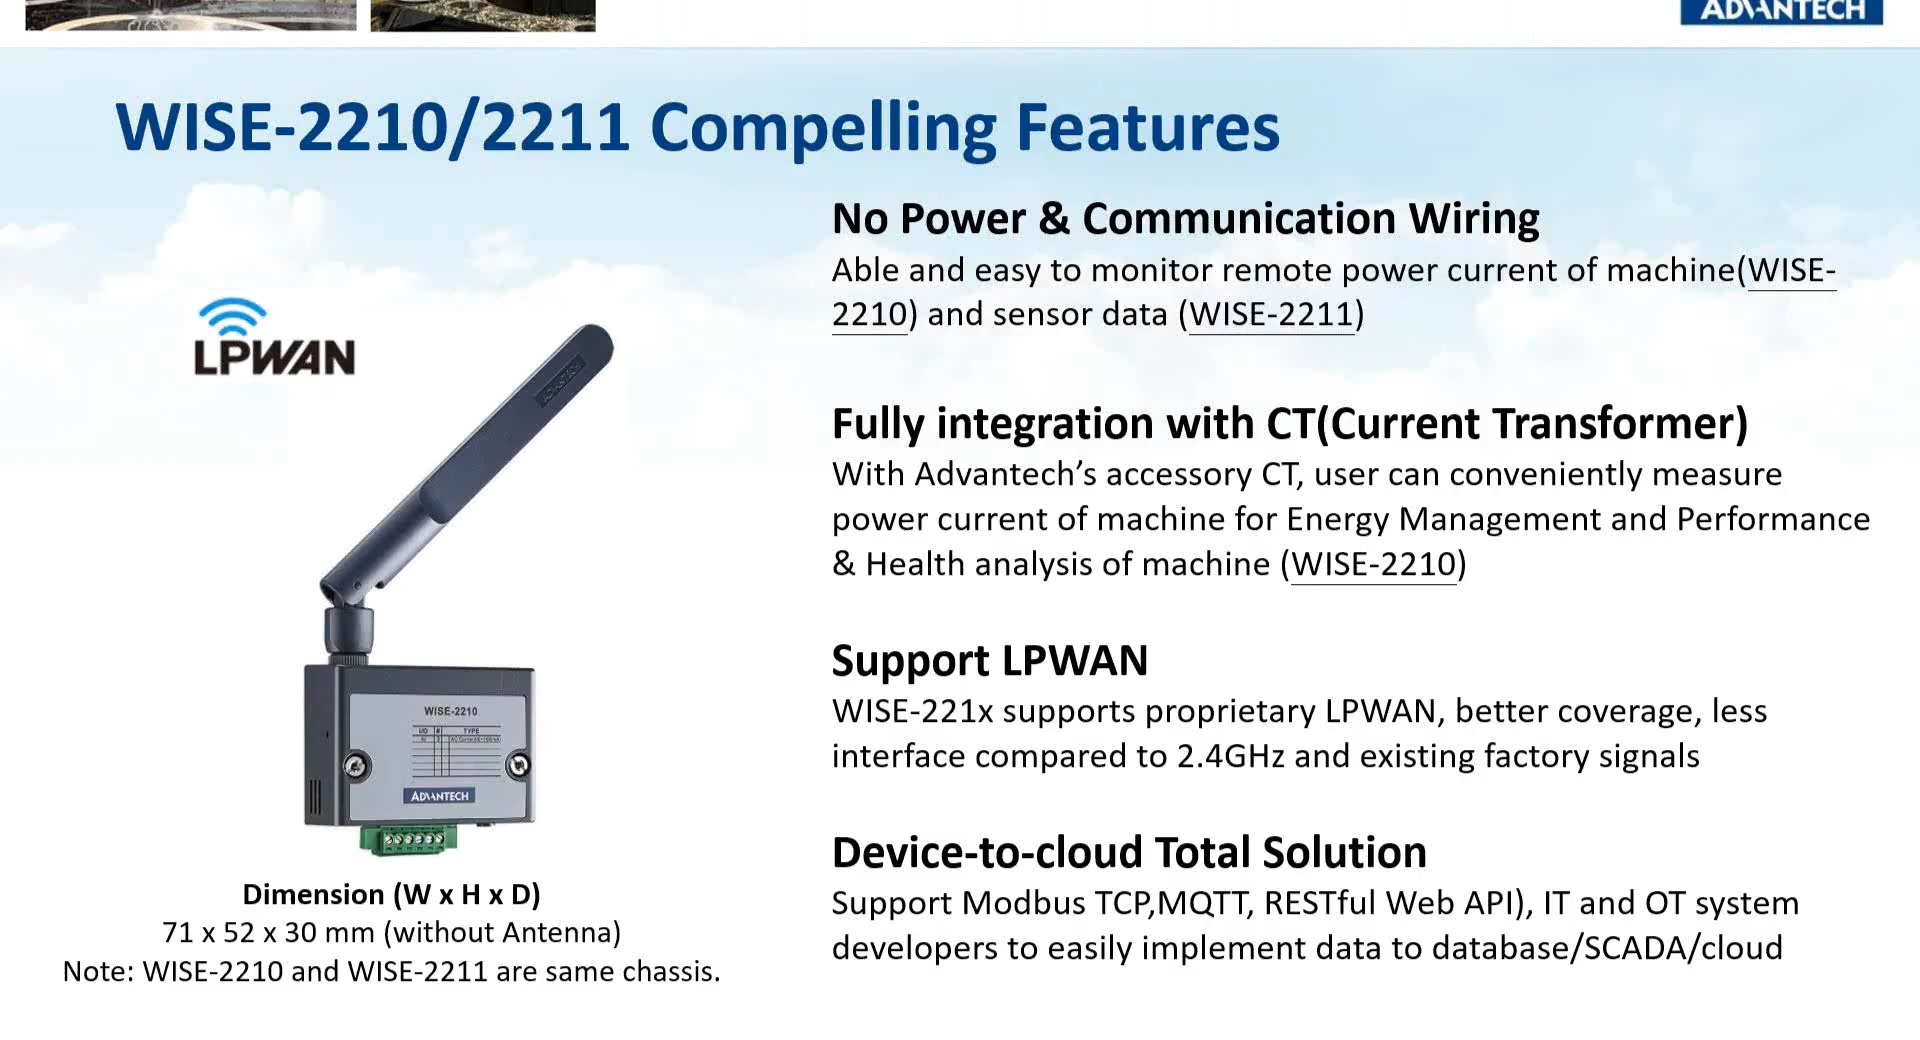 ADVANTECH
WISE-2210/2211 Compelling Features
No Power & Communication Wiring
Able and easy to monitor remote power current of machine(WISE-
2210) and sensor data (WISE-2211)
LPWAN
ADVANTECH
Fully integration with CT(Current Transformer)
With Advantech’s accessory CT, user can conveniently measure
power current of machine for Energy Management and Performance
& Health analysis of machine (WISE-2210)
Support LPWAN
WISE-221x supports proprietary LPWAN, better coverage, less
interface compared to 2.4GHz and existing factory signals
WISE-2210
I/O # TYPE
ADVANTECH
Device-to-cloud Total Solution
Support Modbus TCP,MQTT, RESTful Web API), IT and OT system
developers to easily implement data to database/SCADA/cloud
Dimension (W x H x D)
71 x 52 x 30 mm (without Antenna)
Note: WISE-2210 and WISE-2211 are same chassis.